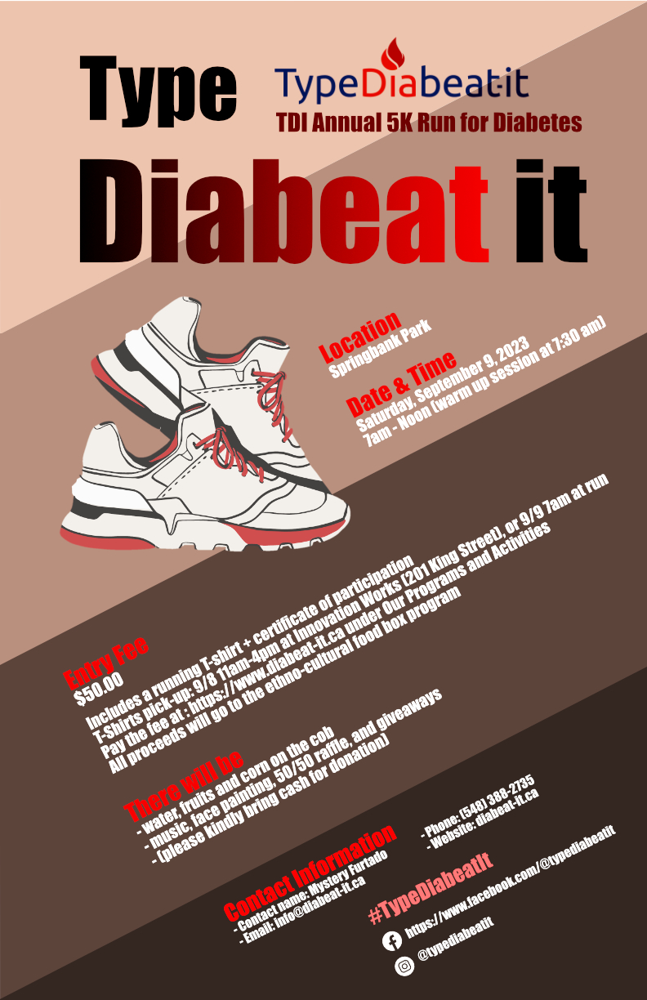 Type
TypeDiabeat-it
TDI Annual 5K Run for Diabetes
Diabeat it
Location
Springbank Park
Date & Time
Saturday, September 9, 2023
7am - Noon (warm up session at 7:30 am)
Entry Fee
$50.00
Includes a running T-shirt + certificate of participation
T-Shirts pick-up: 9/8 11am-4pm at Innovation Works (201 King Street), or 9/9 7am at run
Pay the fee at : https://www.diabeat-it.ca under Our Programs and Activities
All proceeds will go to the ethno-cultural food box program
There will be
- water, fruits and corn on the cob
- music, face painting, 50/50 raffle, and giveaways
- (please kindly bring cash for donation)
Contact Information
- Contact name: Mystery Furtado
- Email: info@diabeat-it.ca
- Phone: (548) 388-2735
- Website: diabeat-it.ca
#TypeDiabeatIt
https://www.facebook.com/@typediabeatit
@typediabeatit